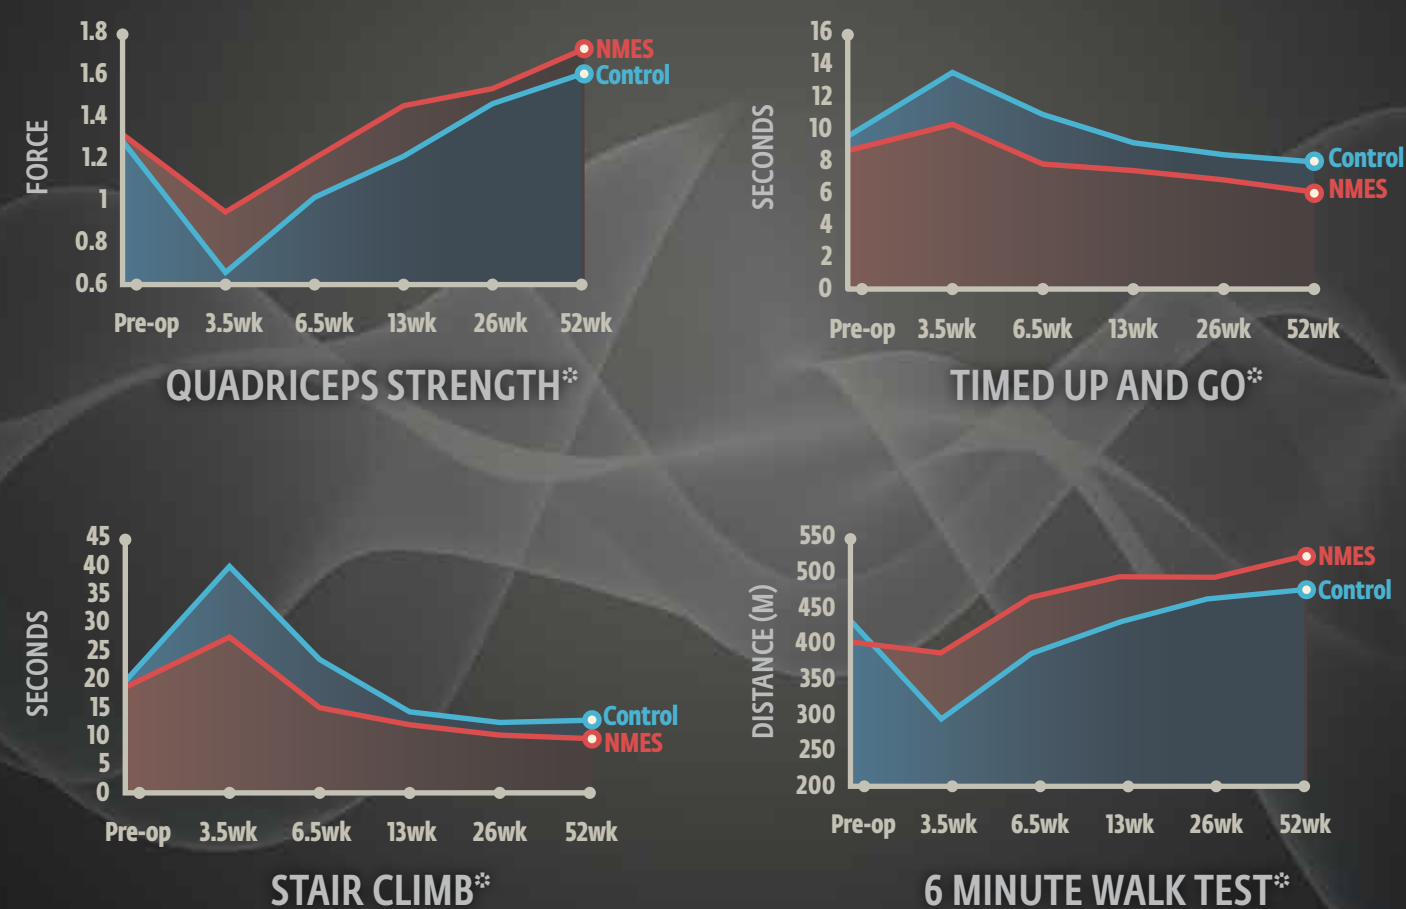 1.8
1.6
1.4
1.2
1
0.8
0.6
FORCE
NMES
Control
Pre-op 3.5wk 6.5wk 13wk 26wk 52wk
QUADRICEPS STRENGTH*
16
14
12
10
8
6
4
2
0
SECONDS
Control
NMES
Pre-op 3.5wk 6.5wk 13wk 26wk 52wk
TIMED UP AND GO*
45
40
35
30
25
20
15
10
5
0
SECONDS
Control
NMES
Pre-op 3.5wk 6.5wk 13wk 26wk 52wk
STAIR CLIMB*
550
500
450
400
350
300
250
200
DISTANCE (M)
NMES
Control
Pre-op 3.5wk 6.5wk 13wk 26wk 52wk
6 MINUTE WALK TEST*